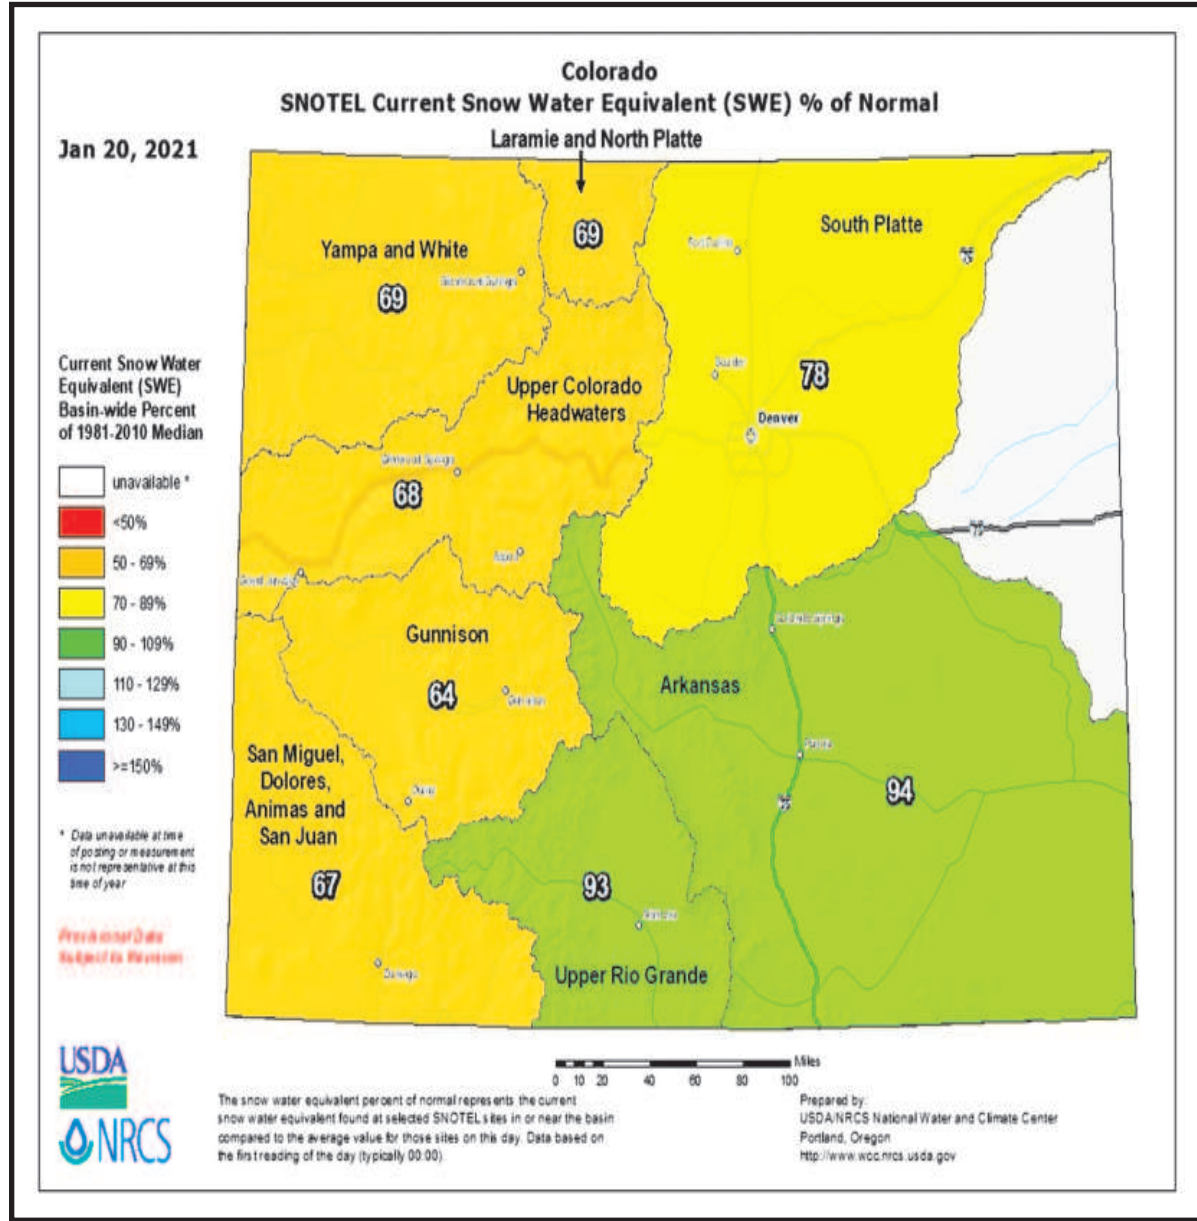 Colorado
SNOTEL Current Snow Water Equivalent (SWE) % of Normal
Jan 20, 2021
Laramie and North Platte
69
South Platte
Yampa and White
69
78
Upper Colorado
Headwaters
Denver
68
Current Snow Water
Equivalent (SWE)
Basin-wide Percent
of 1981-2010 Median
unavailable *
<50%
50 - 69%
70 - 89%
90 - 109%
110 - 129%
130 - 149%
>=150%
* Data unavailable at time
of posting or measurement
is not representative at this
time of year
Provisional Data
Subject to Revision
Gunnison
64
Arkansas
94
San Miguel,
Dolores,
Animas and
San Juan
67
93
Upper Rio Grande
Durango
USDA
NRCS
Miles
0 10 20 40 60 80 100
The snow water equivalent percent of normal represents the current
snow water equivalent found at selected SNOTEL sites in or near the basin
compared to the average value for those sites on this day. Data based on
the first reading of the day (typically 00:00).
Prepared by:
USDA/NRCS National Water and Climate Center
Portland, Oregon
http://www.wcc.nrcs.usda.gov